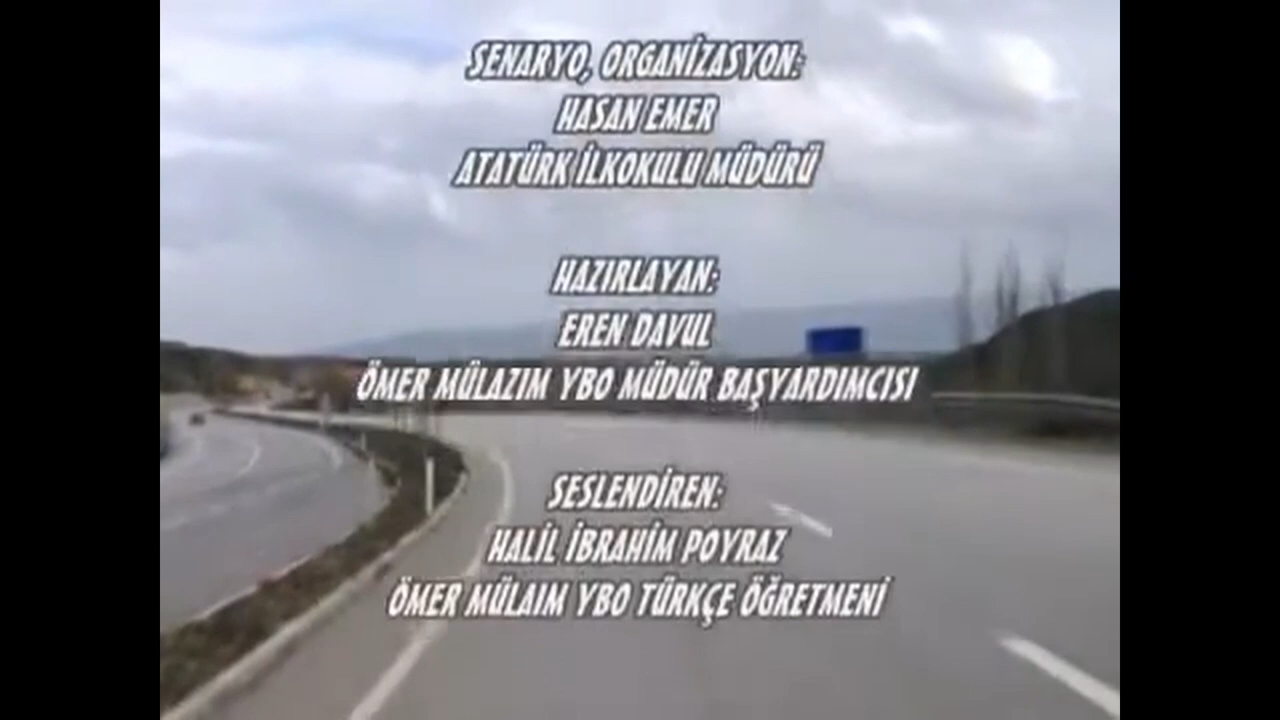 SENARYO, ORGANİZASYON:
HASAN EMER
ATATÜRK İLKOKULU MÜDÜRÜ
HAZIRLAYAN:
EREN DAVUL
ÖMER MÜLAZIM YBO MÜDÜR BAŞYARDIMCISI
SESLENDİREN:
HALİL İBRAHİM POYRAZ
ÖMER MÜLAIM YBO TÜRKÇE ÖĞRETMENİ